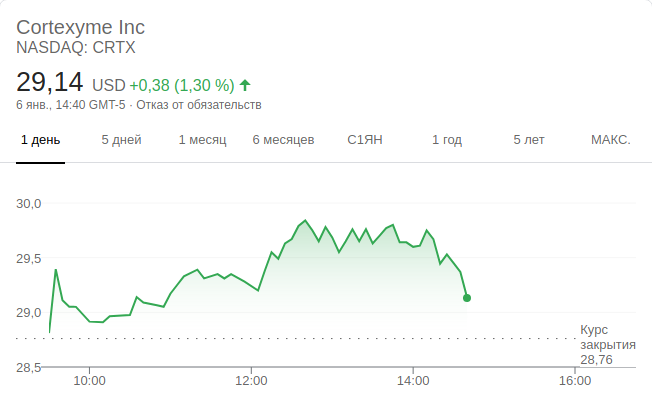 Cortexyme Inc
NASDAQ: CRTX
29,14 USD +0,38 (1,30 %)
6 янв., 14:40 GMT-5 · Отказ от обязательств
1 день 5 дней 1 месяц 6 месяцев С1ЯН 1 год 5 лет МАКС.
30,0
29,5
29,0
Курс
закрытия
28,76
28,5
10:00 12:00 14:00 16:00